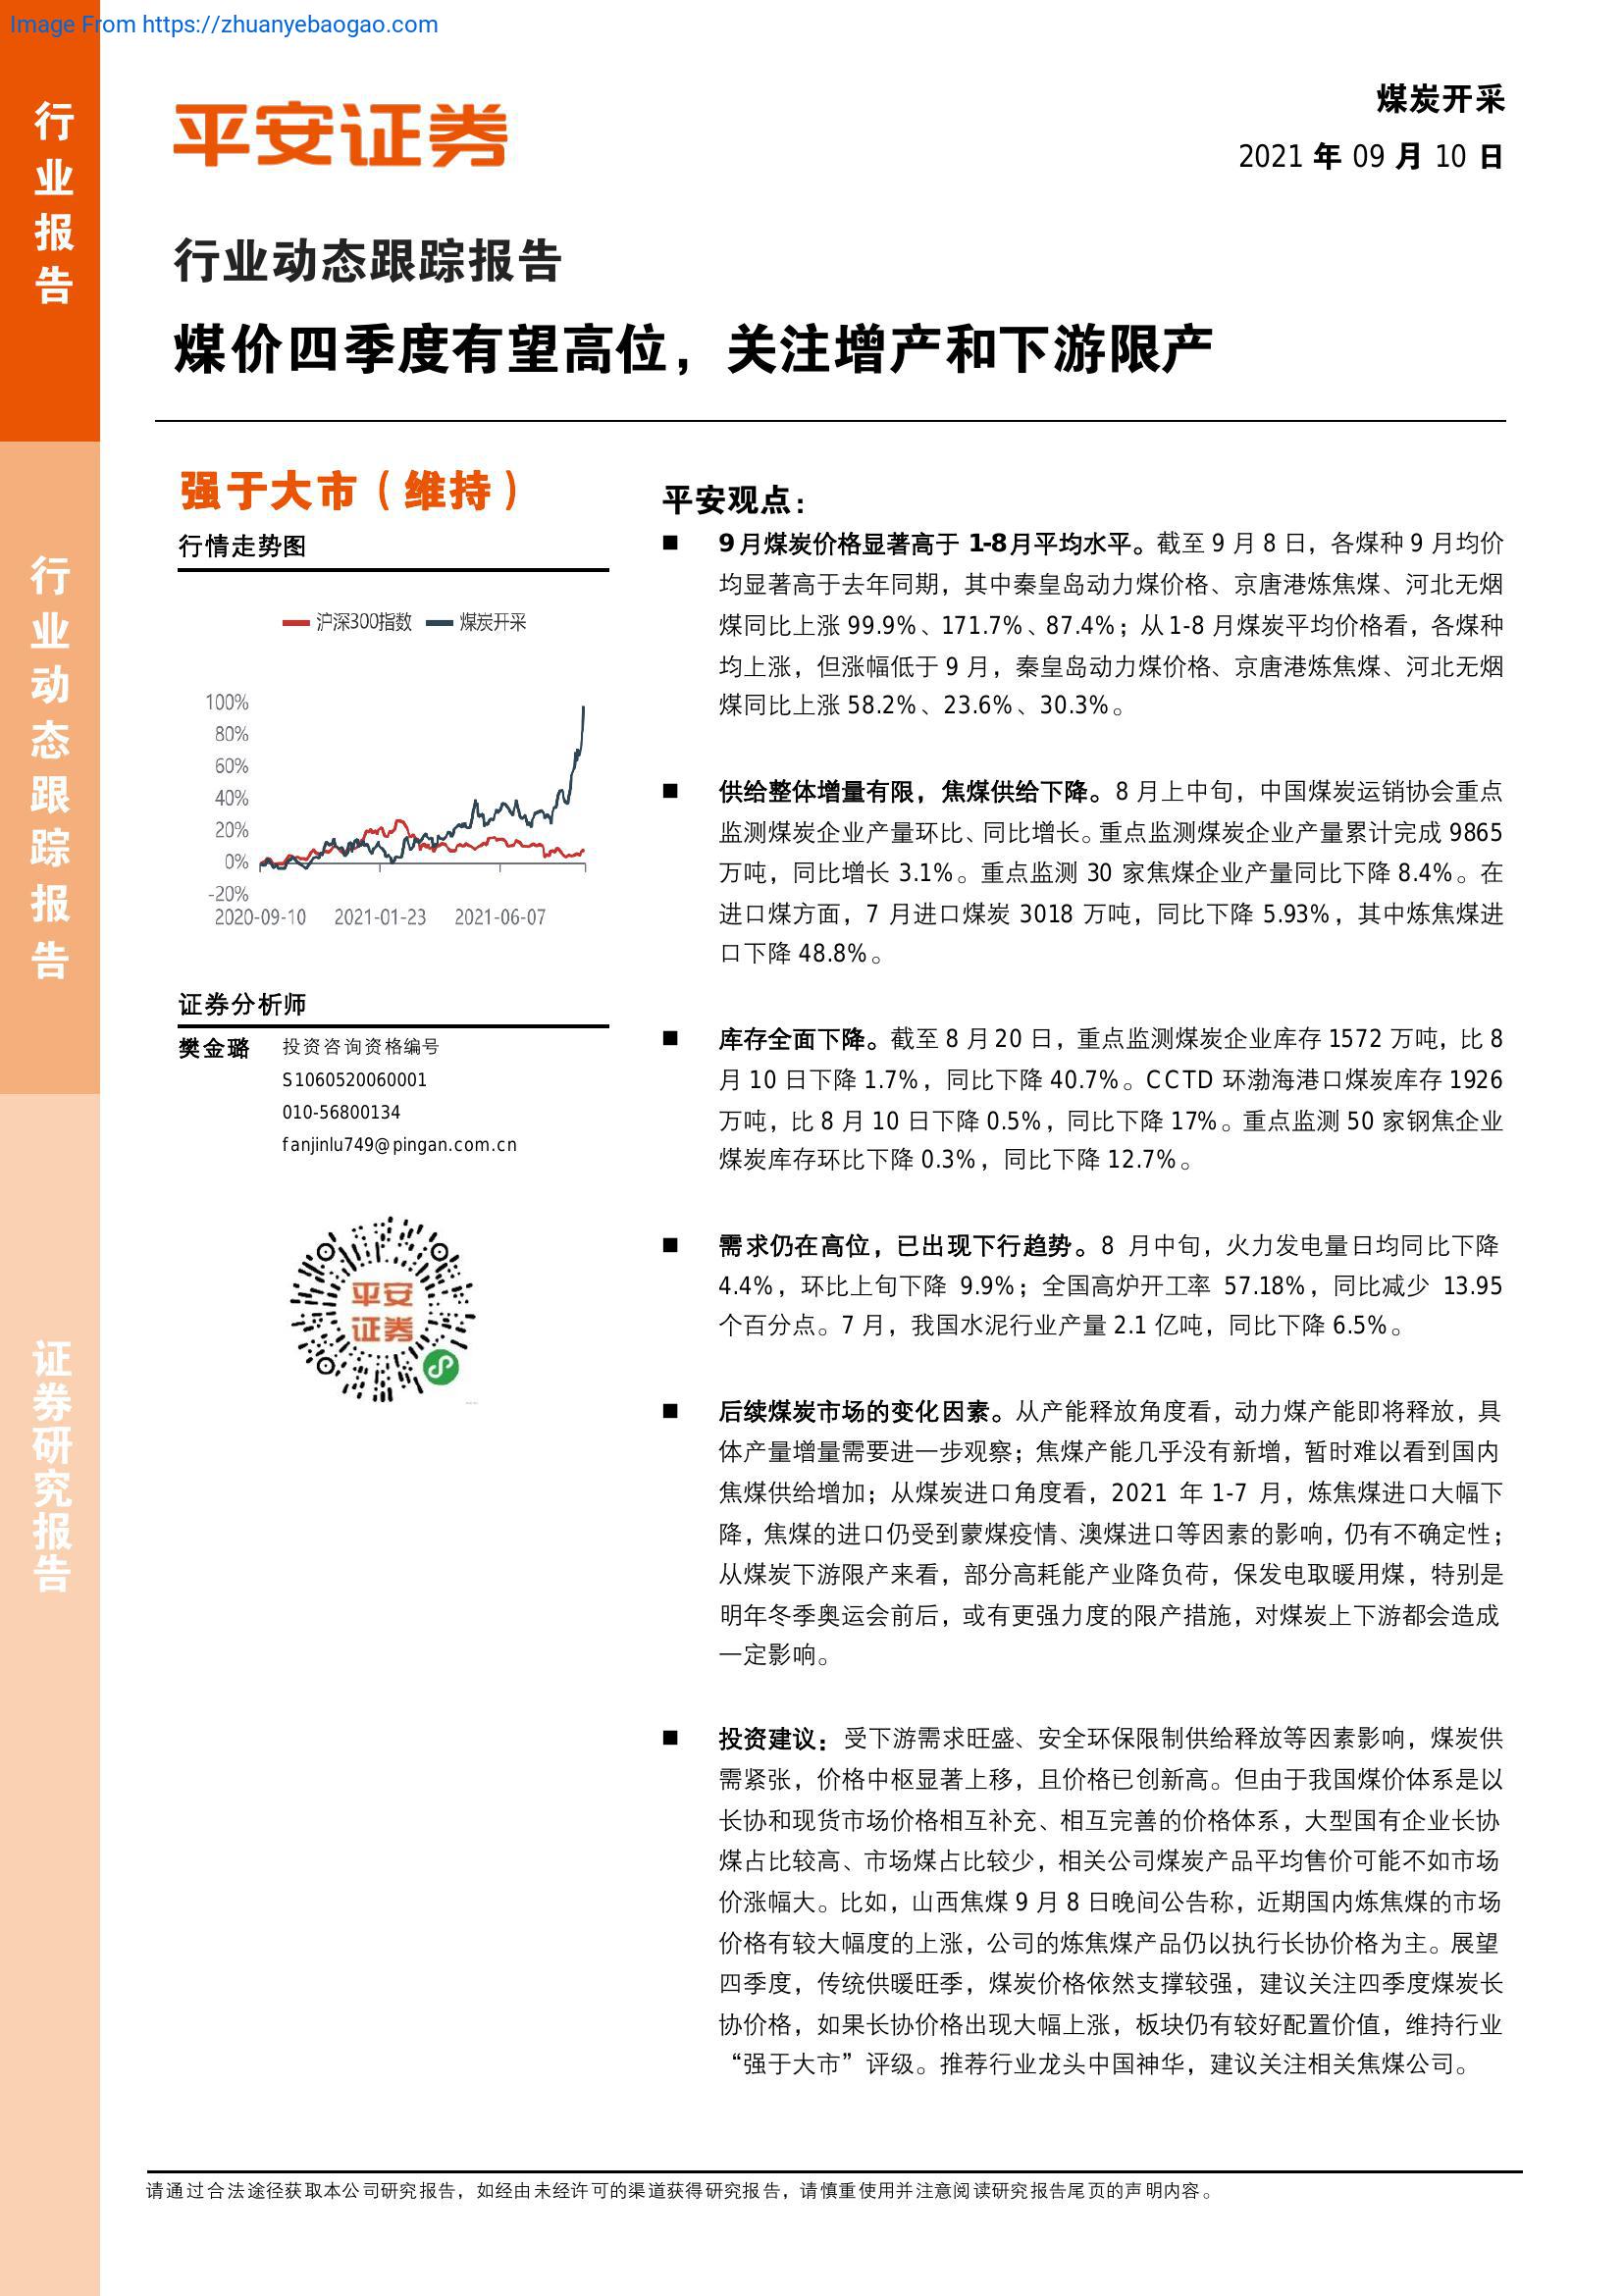 Image From https://zhuanyebaogao.com
行业报告
行业动态跟踪报告
证券研究报告
平安证券
煤炭开采
2021 年 09 月 10 日
行业动态跟踪报告
煤价四季度有望高位，关注增产和下游限产
强于大市（维持）
行情走势图
沪深300指数 煤炭开采
100%
80%
60%
40%
20%
0%
-20%
2020-09-10 2021-01-23 2021-06-07
证券分析师
樊金璐 投资咨询资格编号
S1060520060001
010-56800134
fanjinlu749@pingan.com.cn
平安
证券
平安观点：
■ 9月煤炭价格显著高于 1-8月平均水平。截至 9 月 8 日，各煤种 9 月均价
均显著高于去年同期，其中秦皇岛动力煤价格、京唐港炼焦煤、河北无烟
煤同比上涨 99.9%、171.7%、87.4%；从 1-8 月煤炭平均价格看，各煤种
均上涨，但涨幅低于 9 月，秦皇岛动力煤价格、京唐港炼焦煤、河北无烟
煤同比上涨 58.2%、23.6%、30.3%。
■ 供给整体增量有限，焦煤供给下降。8 月上中旬，中国煤炭运销协会重点
监测煤炭企业产量环比、同比增长。重点监测煤炭企业产量累计完成 9865
万吨，同比增长 3.1%。重点监测 30 家焦煤企业产量同比下降 8.4%。在
进口煤方面，7 月进口煤炭 3018 万吨，同比下降 5.93%，其中炼焦煤进
口下降 48.8%。
■ 库存全面下降。截至 8 月 20 日，重点监测煤炭企业库存 1572 万吨，比 8
月 10 日下降 1.7%，同比下降 40.7%。CCTD 环渤海港口煤炭库存 1926
万吨，比 8 月 10 日下降 0.5%，同比下降 17%。重点监测 50 家钢焦企业
煤炭库存环比下降 0.3%，同比下降 12.7%。
■ 需求仍在高位，已出现下行趋势。8 月中旬，火力发电量日均同比下降
4.4%，环比上旬下降 9.9%；全国高炉开工率 57.18%，同比减少 13.95
个百分点。7 月，我国水泥行业产量 2.1 亿吨，同比下降 6.5%。
■ 后续煤炭市场的变化因素。从产能释放角度看，动力煤产能即将释放，具
体产量增量需要进一步观察；焦煤产能几乎没有新增，暂时难以看到国内
焦煤供给增加；从煤炭进口角度看，2021 年 1-7 月，炼焦煤进口大幅下
降，焦煤的进口仍受到蒙煤疫情、澳煤进口等因素的影响，仍有不确定性；
从煤炭下游限产来看，部分高耗能产业降负荷，保发电取暖用煤，特别是
明年冬季奥运会前后，或有更强力度的限产措施，对煤炭上下游都会造成
一定影响。
■ 投资建议：受下游需求旺盛、安全环保限制供给释放等因素影响，煤炭供
需紧张，价格中枢显著上移，且价格已创新高。但由于我国煤价体系是以
长协和现货市场价格相互补充、相互完善的价格体系，大型国有企业长协
煤占比较高、市场煤占比较少，相关公司煤炭产品平均售价可能不如市场
价涨幅大。比如，山西焦煤 9 月 8 日晚间公告称，近期国内炼焦煤的市场
价格有较大幅度的上涨，公司的炼焦煤产品仍以执行长协价格为主。展望
四季度，传统供暖旺季，煤炭价格依然支撑较强，建议关注四季度煤炭长
协价格，如果长协价格出现大幅上涨，板块仍有较好配置价值，维持行业
“强于大市”评级。推荐行业龙头中国神华，建议关注相关焦煤公司。
请通过合法途径获取本公司研究报告，如经由未经许可的渠道获得研究报告，请慎重使用并注意阅读研究报告尾页的声明内容。